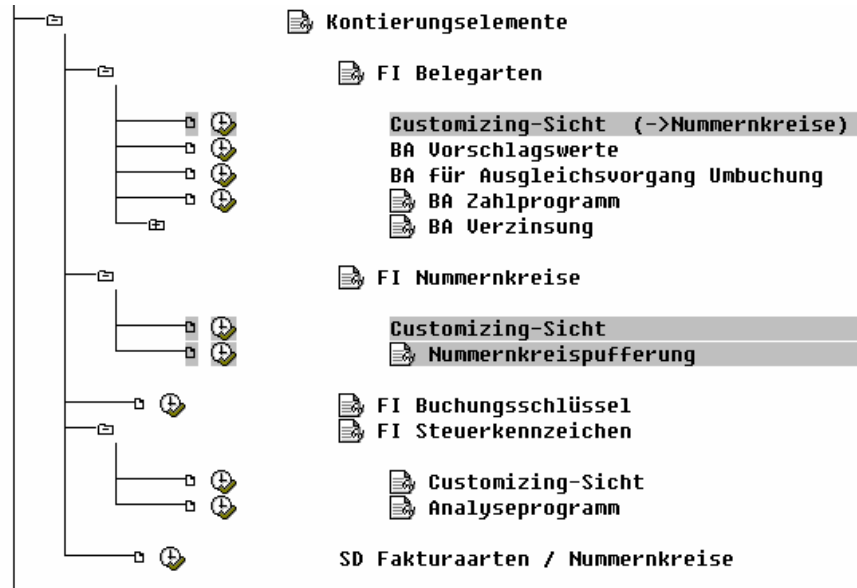 Kontierungselemente
FI Belegarten
Customizing-Sicht (->Nummernkreise)
BA Vorschlagswerte
BA für Ausgleichsvorgang Umbuchung
BA Zahlprogramm
BA Verzinsung
FI Nummernkreise
Customizing-Sicht
Nummernkreispufferung
FI Buchungsschlüssel
FI Steuerkennzeichen
Customizing-Sicht
Analyseprogramm
SD Fakturaarten / Nummernkreise